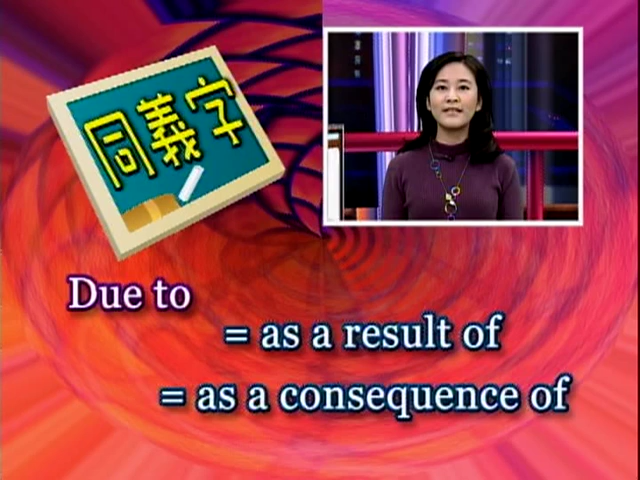 同義字
Due to
= as a result of
= as a consequence of